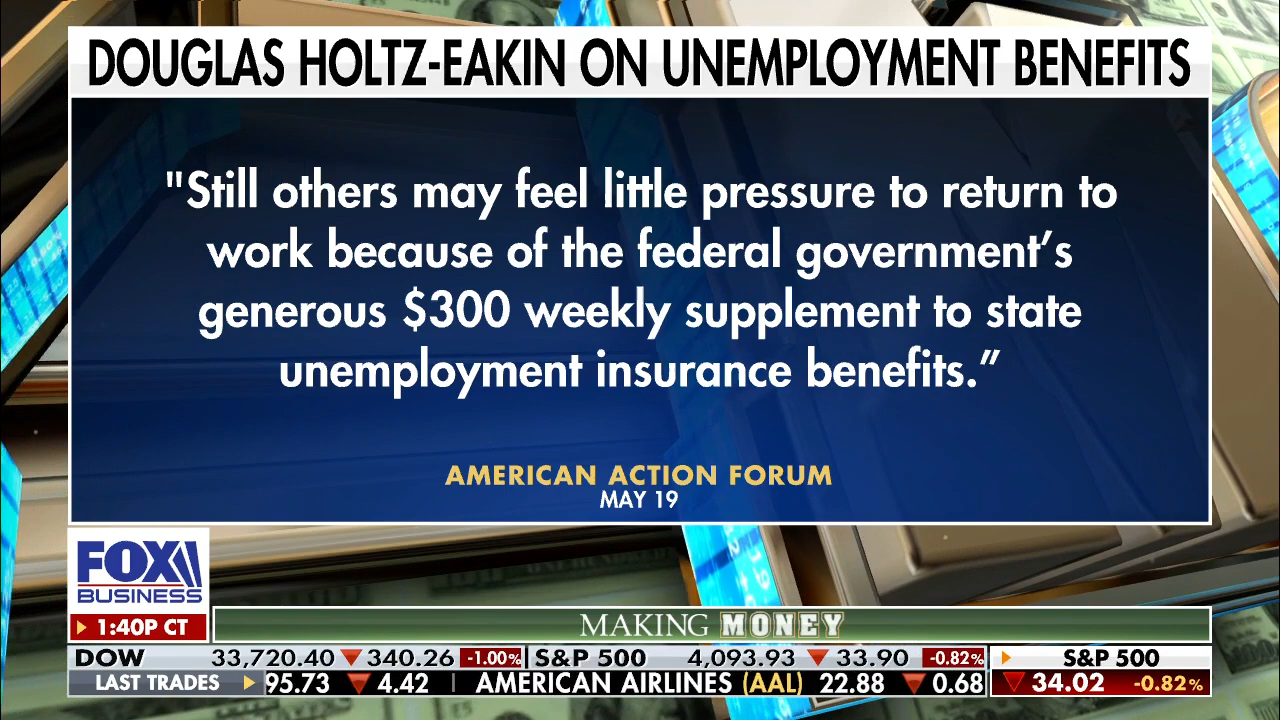 DOUGLAS HOLTZ-EAKIN ON UNEMPLOYMENT BENEFITS
"Still others may feel little pressure to return to
work because of the federal government's
generous $300 weekly supplement to state
unemployment insurance benefits.”
AMERICAN ACTION FORUM
MAY 19
FOX
BUSINESS
1:40P CT
MAKING MONEY
DOW 33,720.40 ▼ 340.26 -1.00% S&P 500 4,093.93 ▼ 33.90 -0.82% S&P 500
LAST TRADES 95.73 ▼ 4.42 | AMERICAN AIRLINES (AAL) 22.88 ▼ 0.68 ▼ 34.02 -0.82%